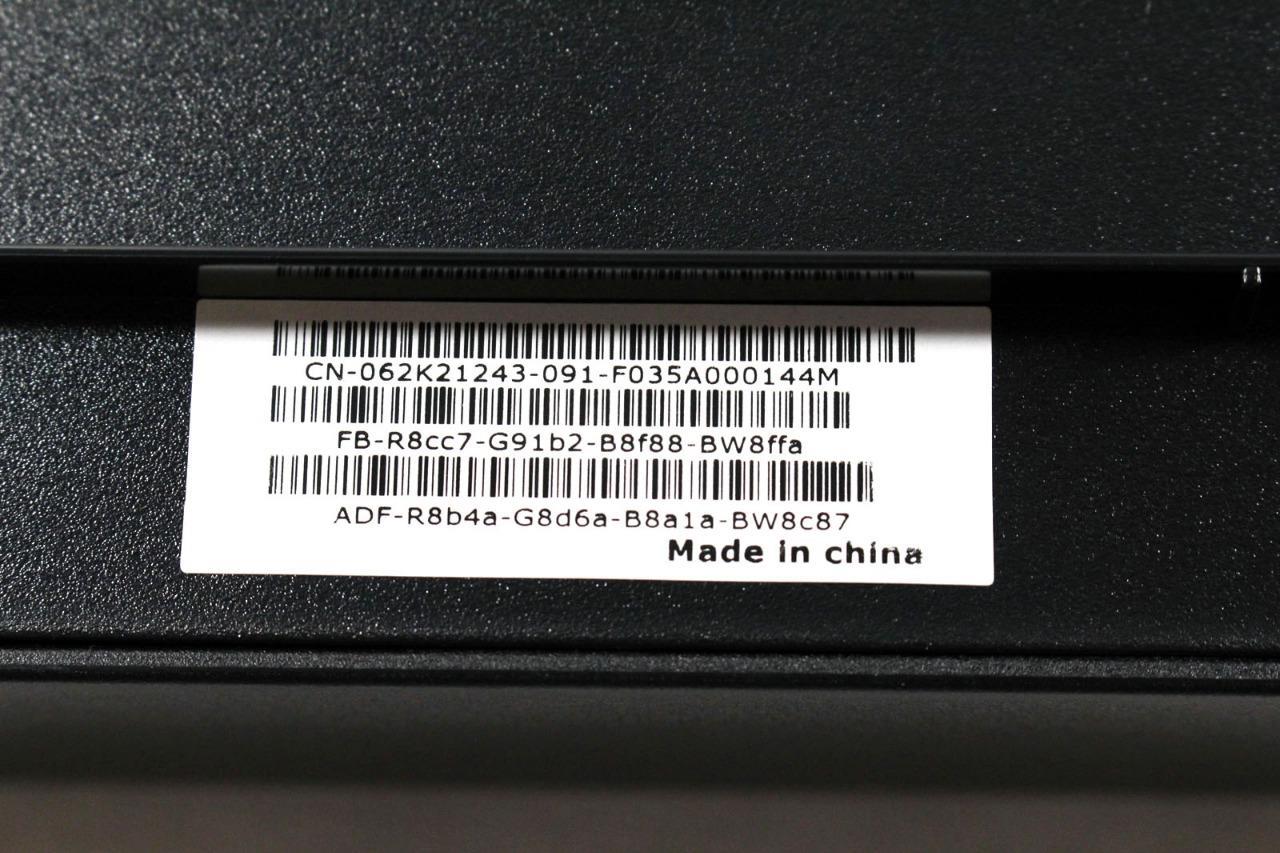 CN-062K21243-091-F035A000144M
FB-R8cc7-G91b2-B8f88-BW8ffa
ADF-R8b4a-G8d6a-B8a1a-BW8c87
Made in china